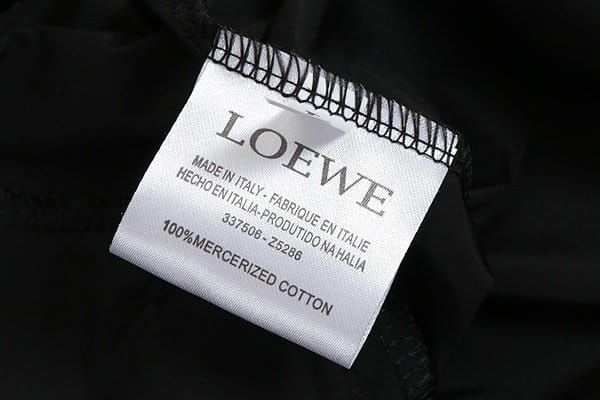 LOEWE
MADE IN ITALY - FABRIQUE EN ITALIE
HECHO EN ITALIA-PRODUTIDO NA HALIA
337506 - Z5286
100%MERCERIZED COTTON